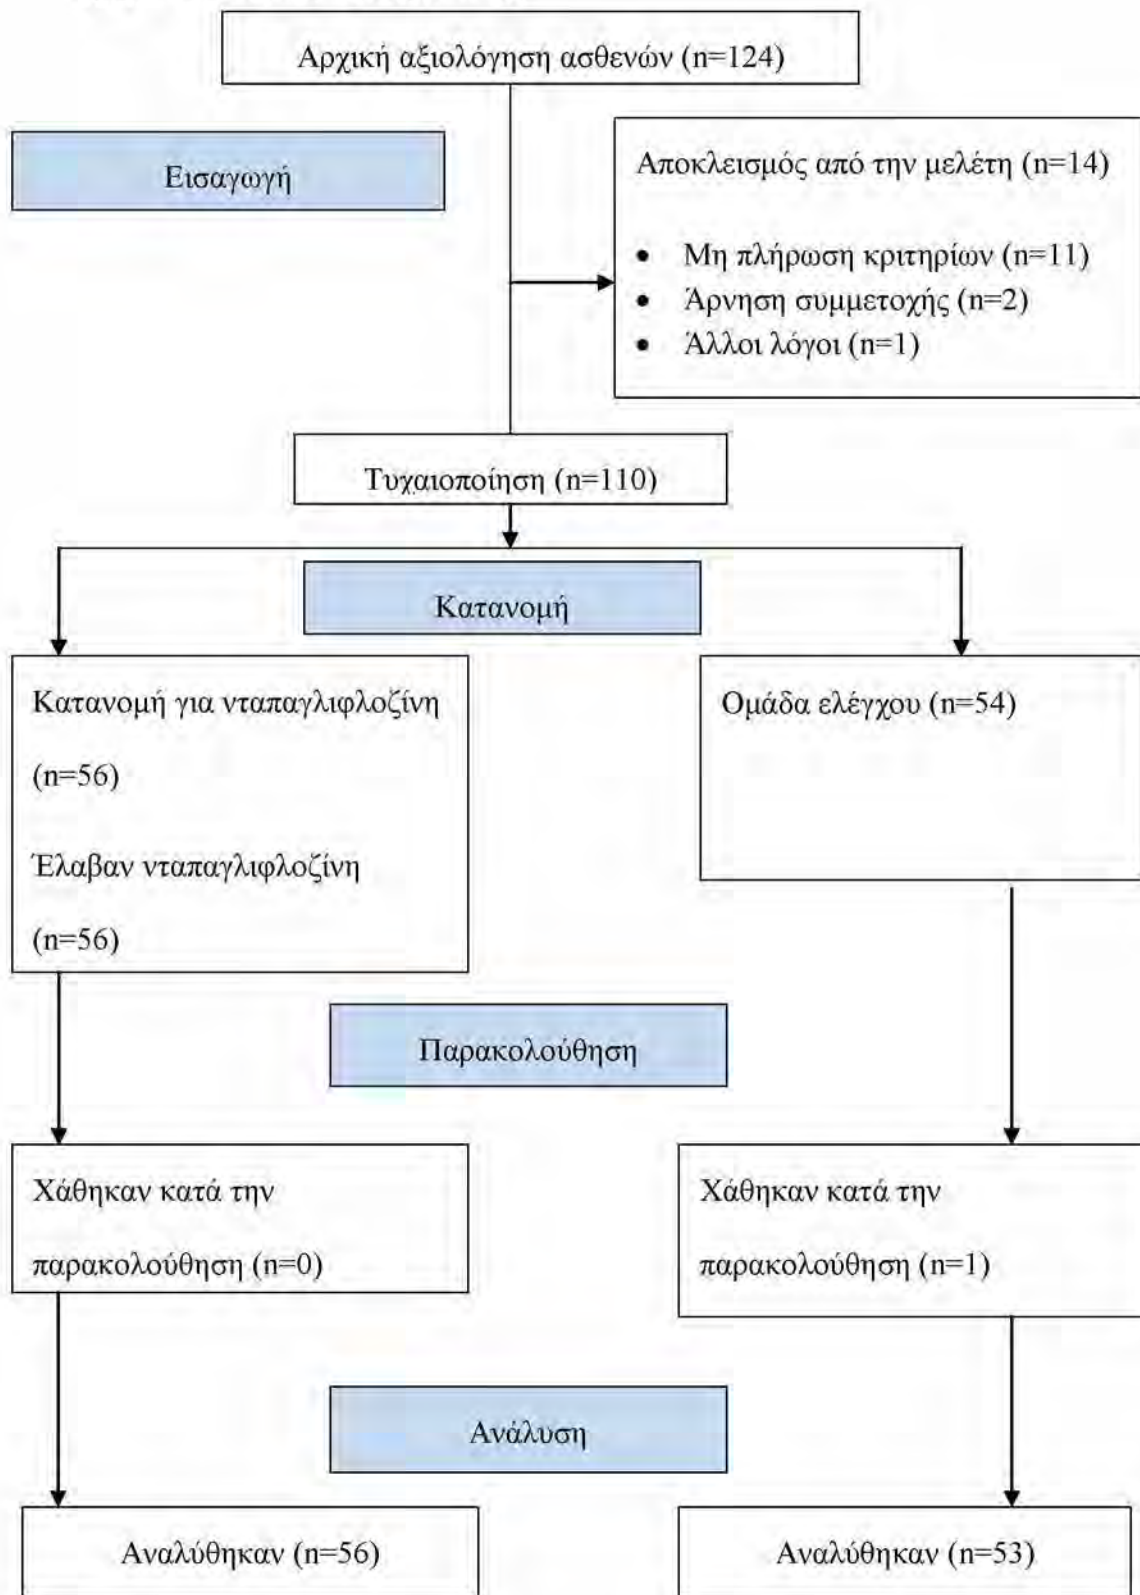 Αρχική αξιολόγηση ασθενών (n=124)
Εισαγωγή
Αποκλεισμός από την μελέτη (n=14)
• Μη πλήρωση κριτηρίων (n=11)
• Άρνηση συμμετοχής (n=2)
• Άλλοι λόγοι (n=1)
Τυχαιοποίηση (n=110)
Κατανομή
Κατανομή για νταπαγλιφλοζίνη
(n=56)
Έλαβαν νταπαγλιφλοζίνη
(n=56)
Ομάδα ελέγχου (n=54)
Παρακολούθηση
Χάθηκαν κατά την
παρακολούθηση (n=0)
Χάθηκαν κατά την
παρακολούθηση (n=1)
Ανάλυση
Αναλύθηκαν (n=56)
Αναλύθηκαν (n=53)